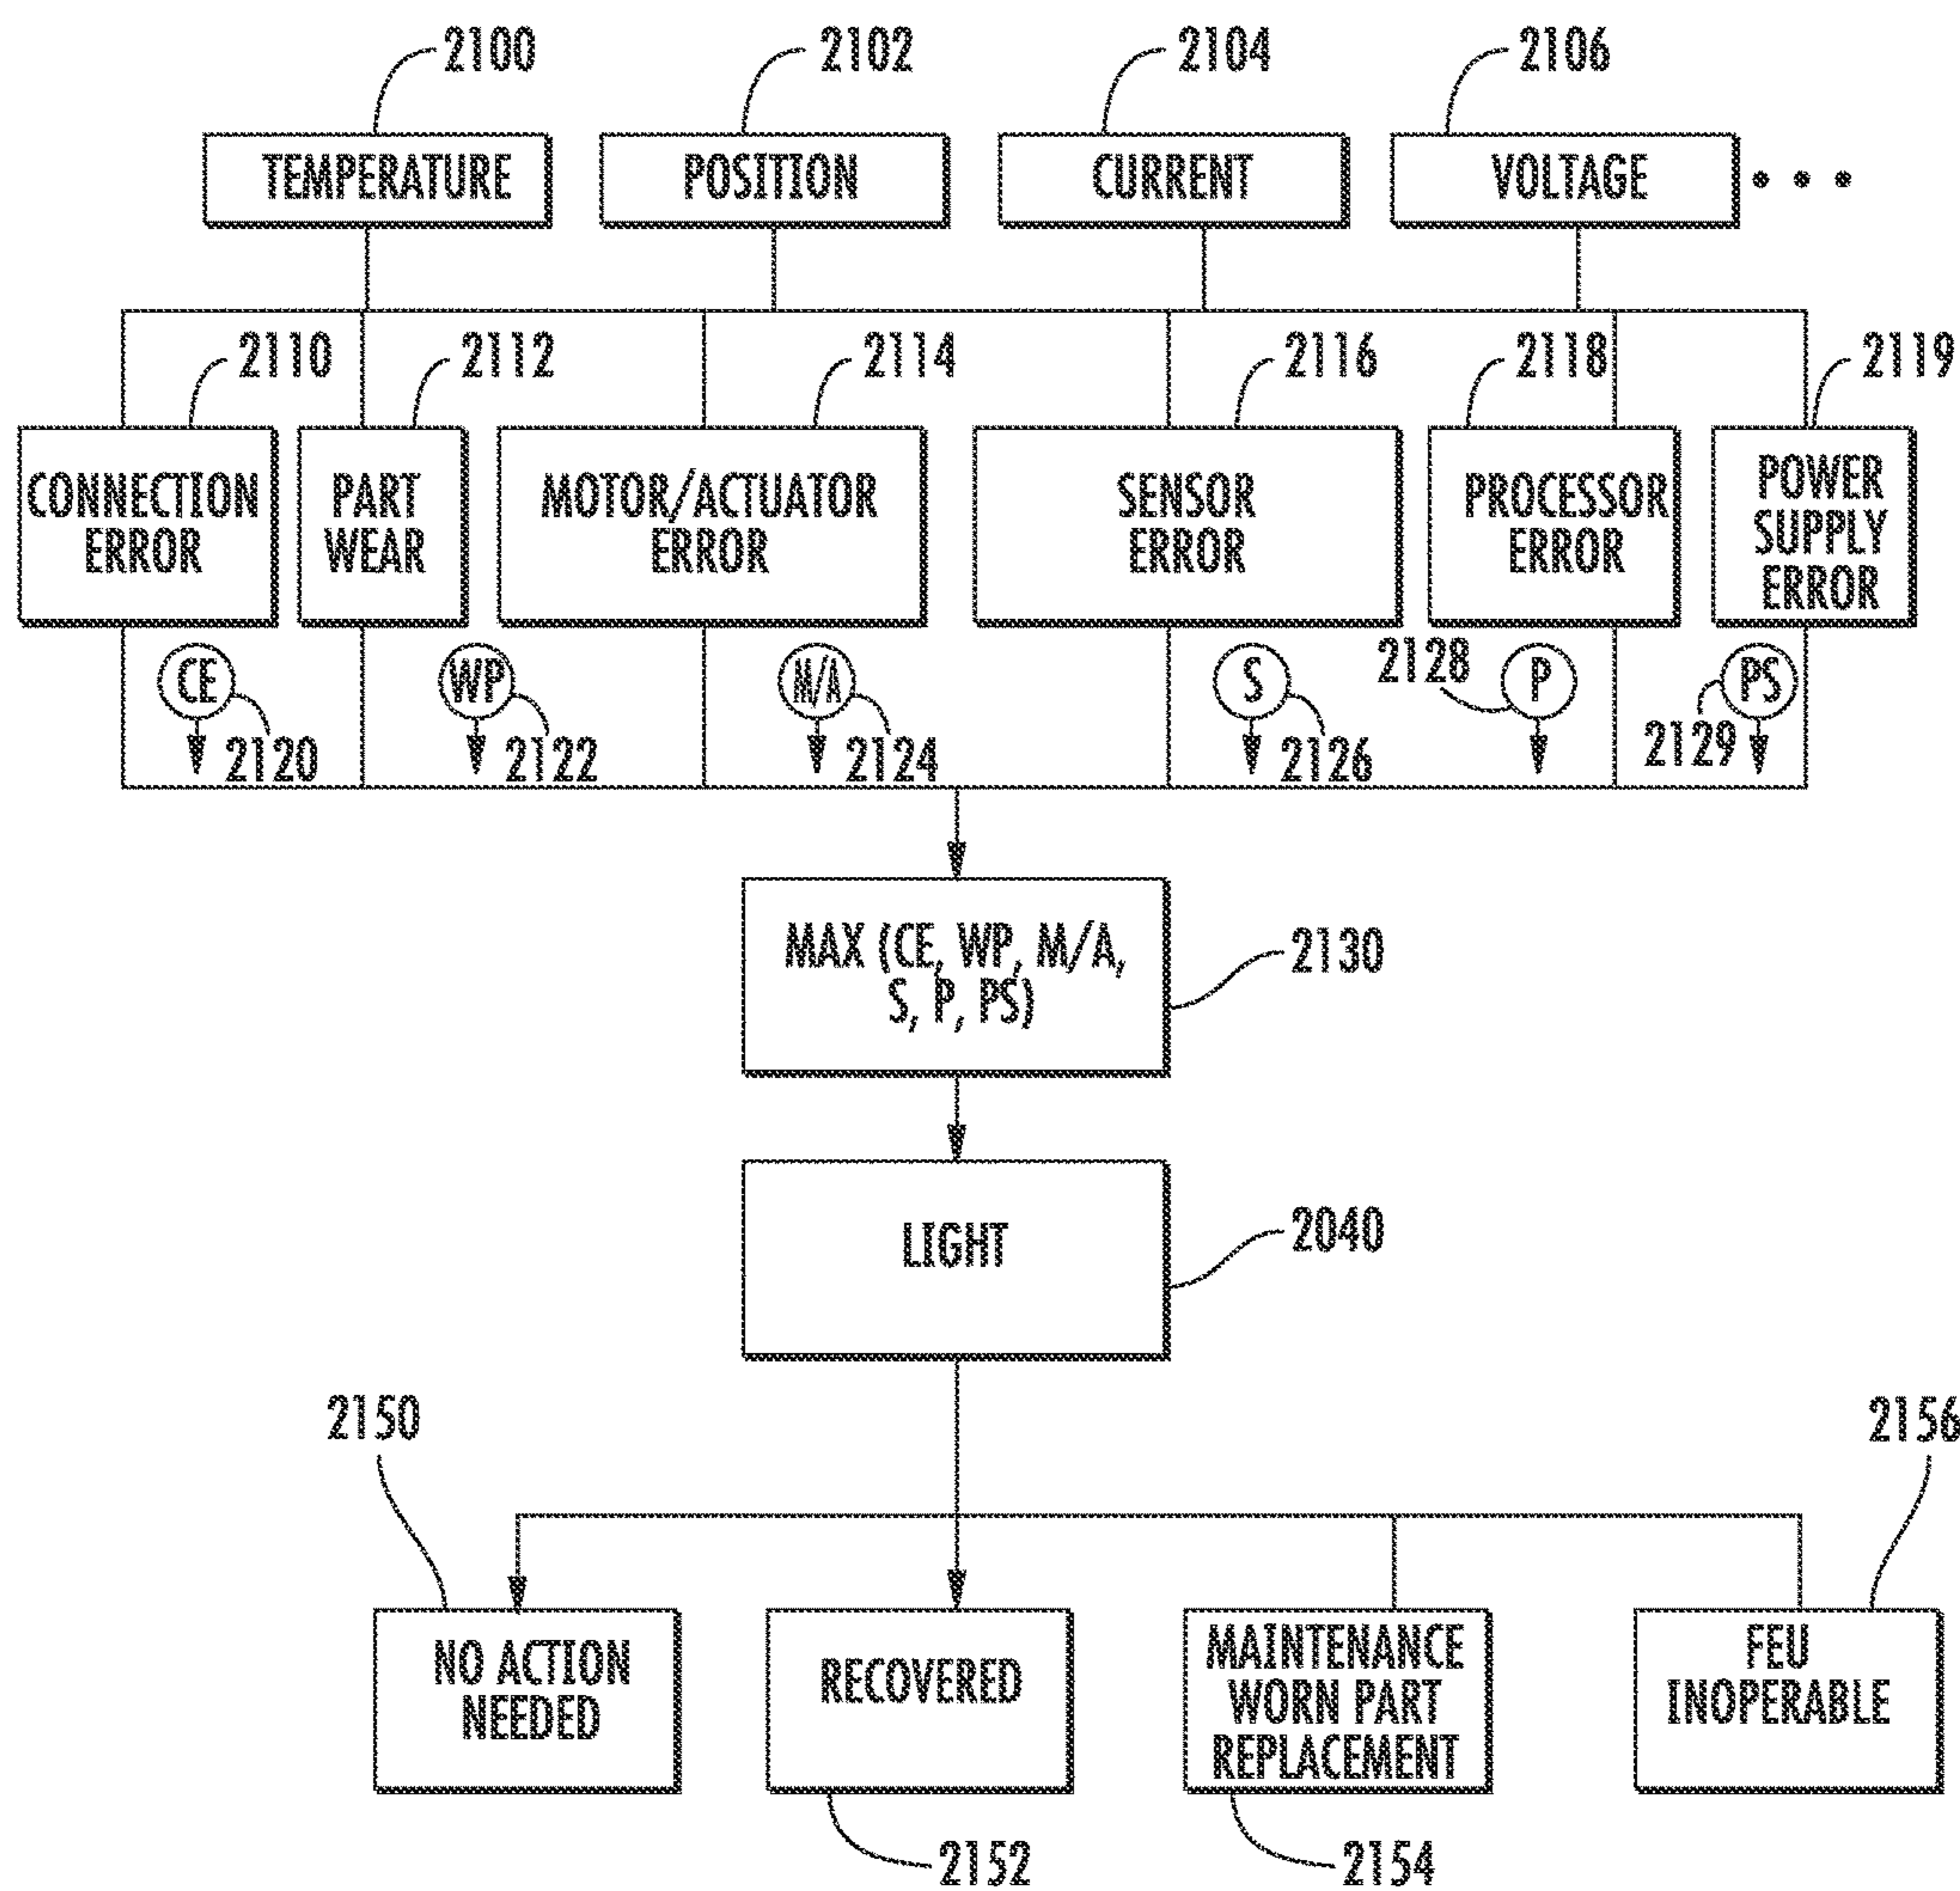 2100 2102 2104 2106
TEMPERATURE POSITION CURRENT VOLTAGE • • •
2110 2112 2114 2116 2118 2119
CONNECTION
ERROR
PART
WEAR
MOTOR/ACTUATOR
ERROR
SENSOR
ERROR
PROCESSOR
ERROR
POWER
SUPPLY
ERROR
CE WP M/A S 2128 P PS
2120 2122 2124 2126 2129
MAX (CE, WP, M/A,
S, P, PS)
2130
LIGHT
2040
2150 2156
NO ACTION
NEEDED
RECOVERED
MAINTENANCE
WORN PART
REPLACEMENT
FEU
INOPERABLE
2152 2154